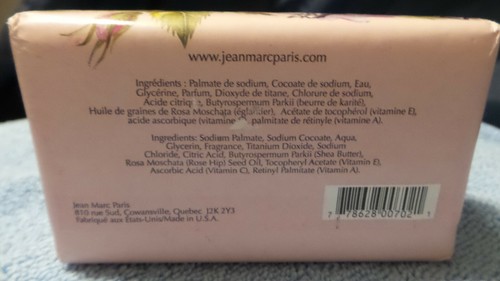 www.jeanmarcparis.com
Ingrédients : Palmate de sodium, Cocoate de sodium, Eau,
Glycérine, Parfum, Dioxyde de titane, Chlorure de sodium,
Acide citrique, Butyrospermum Parkii (beurre de karité),
Huile de graines de Rosa Moschata (églantier), Acétate de tocophérol (vitamine E),
acide ascorbique (vitamine palmitate de rétinyle (vitamine A).
Ingredients: Sodium Palmate, Sodium Cocoate, Aqua,
Glycerin, Fragrance, Titanium Dioxide, Sodium
Chloride, Citric Acid, Butyrospermum Parkii (Shea Butter),
Rosa Moschata (Rose Hip) Seed Oil, Tocopheryl Acetate (Vitamin E),
Ascorbic Acid (Vitamin C), Retinyl Palmitate (Vitamin A).
Jean Marc Paris
810 rue Sud, Cowansville, Quebec J2K 2Y3
Fabriqué aux États-Unis/Made in U.S.A.
7 78628 00702 1